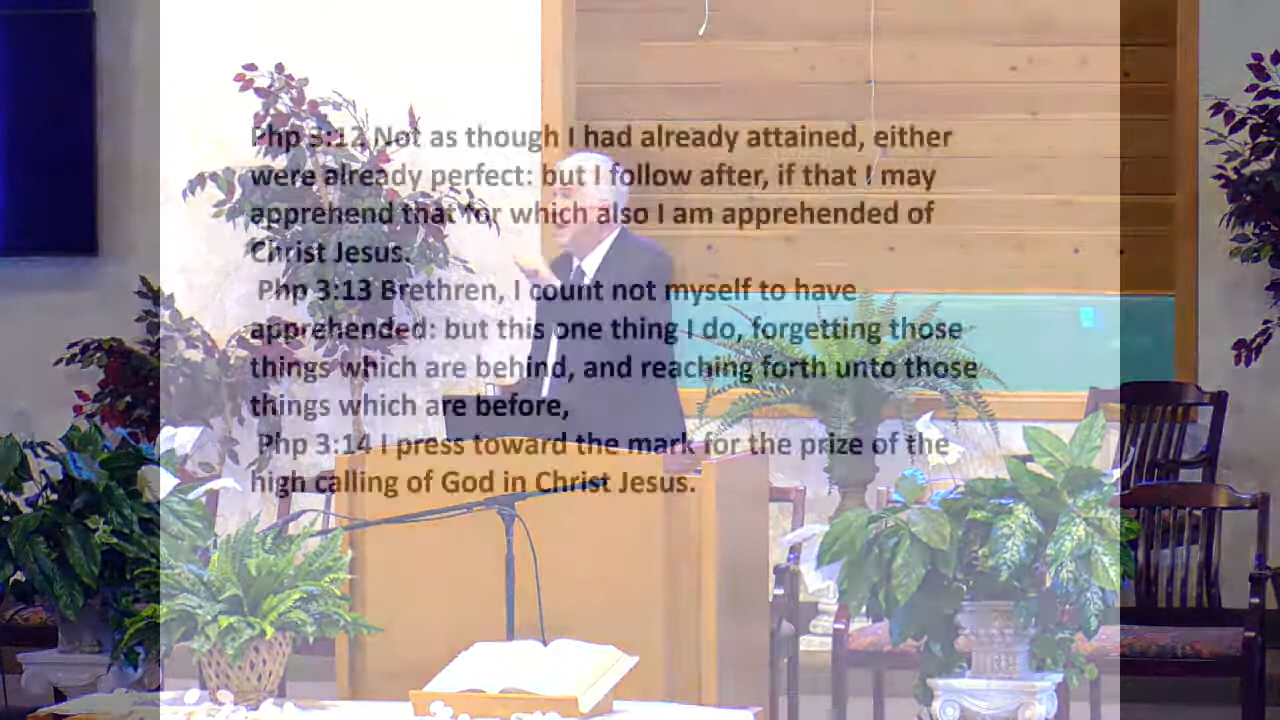 Php 3:12 Not as though I had already attained, either
were already perfect: but I follow after, if that I may
apprehend that for which also I am apprehended of
Christ Jesus.
Php 3:13 Brethren, I count not myself to have
apprehended: but this one thing I do, forgetting those
things which are behind, and reaching forth unto those
things which are before,
Php 3:14 I press toward the mark for the prize of the
high calling of God in Christ Jesus.